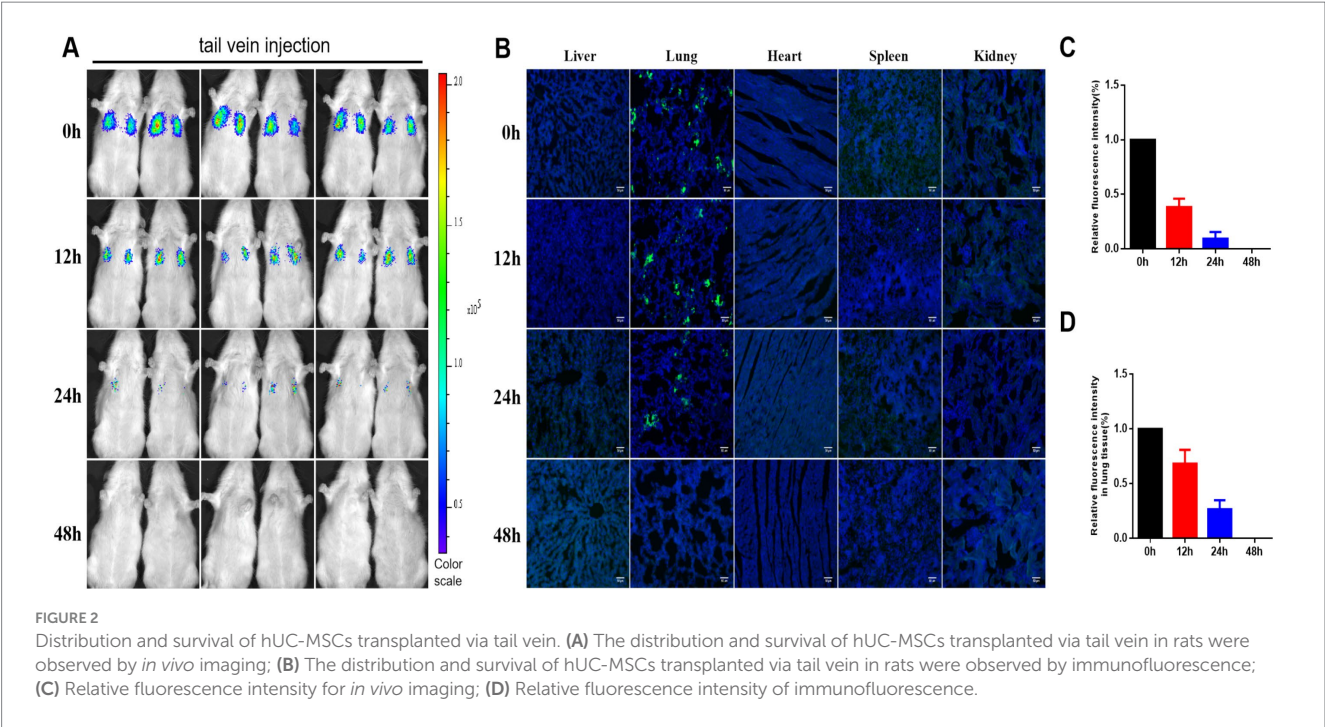 A
tail vein injection
0h
12h
24h
48h
2.0
1.5
x10⁵
1.0
0.5
Color
scale
B
Liver Lung Heart Spleen Kidney
0h
12h
24h
48h
C
Relative fluorescence intensity(%)
1.5
1.0
0.5
0.0
0h 12h 24h 48h
D
Relative fluorescence intensity
in lung tissue(%)
1.5
1.0
0.5
0.0
0h 12h 24h 48h
FIGURE 2
Distribution and survival of hUC-MSCs transplanted via tail vein. (A) The distribution and survival of hUC-MSCs transplanted via tail vein in rats were
observed by in vivo imaging; (B) The distribution and survival of hUC-MSCs transplanted via tail vein in rats were observed by immunofluorescence;
(C) Relative fluorescence intensity for in vivo imaging; (D) Relative fluorescence intensity of immunofluorescence.